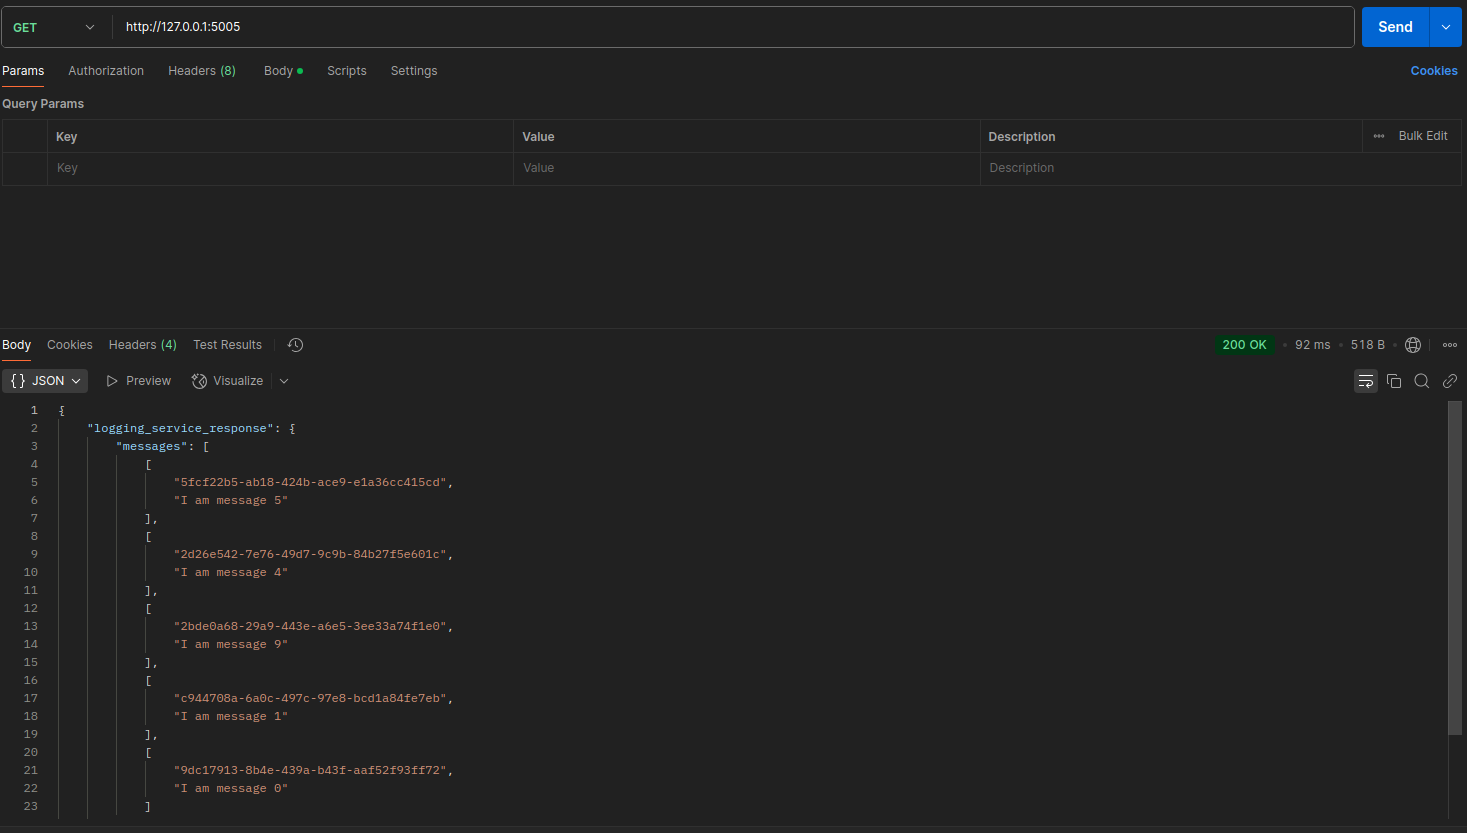 GET http://127.0.0.1:5005 Send
Params Authorization Headers (8) Body Scripts Settings Cookies
Query Params
Key Value Description Bulk Edit
Key Value Description
Body Cookies Headers (4) Test Results 200 OK 92 ms 518 B
{} JSON Preview Visualize
1 {
2 "logging_service_response": {
3 "messages": [
4 [
5 "5fcf22b5-ab18-424b-ace9-e1a36cc415cd",
6 "I am message 5"
7 ],
8 [
9 "2d26e542-7e76-49d7-9c9b-84b27f5e601c",
10 "I am message 4"
11 ],
12 [
13 "2bde0a68-29a9-443e-a6e5-3ee33a74f1e0",
14 "I am message 9"
15 ],
16 [
17 "c944708a-6a0c-497c-97e8-bcd1a84fe7eb",
18 "I am message 1"
19 ],
20 [
21 "9dc17913-8b4e-439a-b43f-aaf52f93ff72",
22 "I am message 0"
23 ]